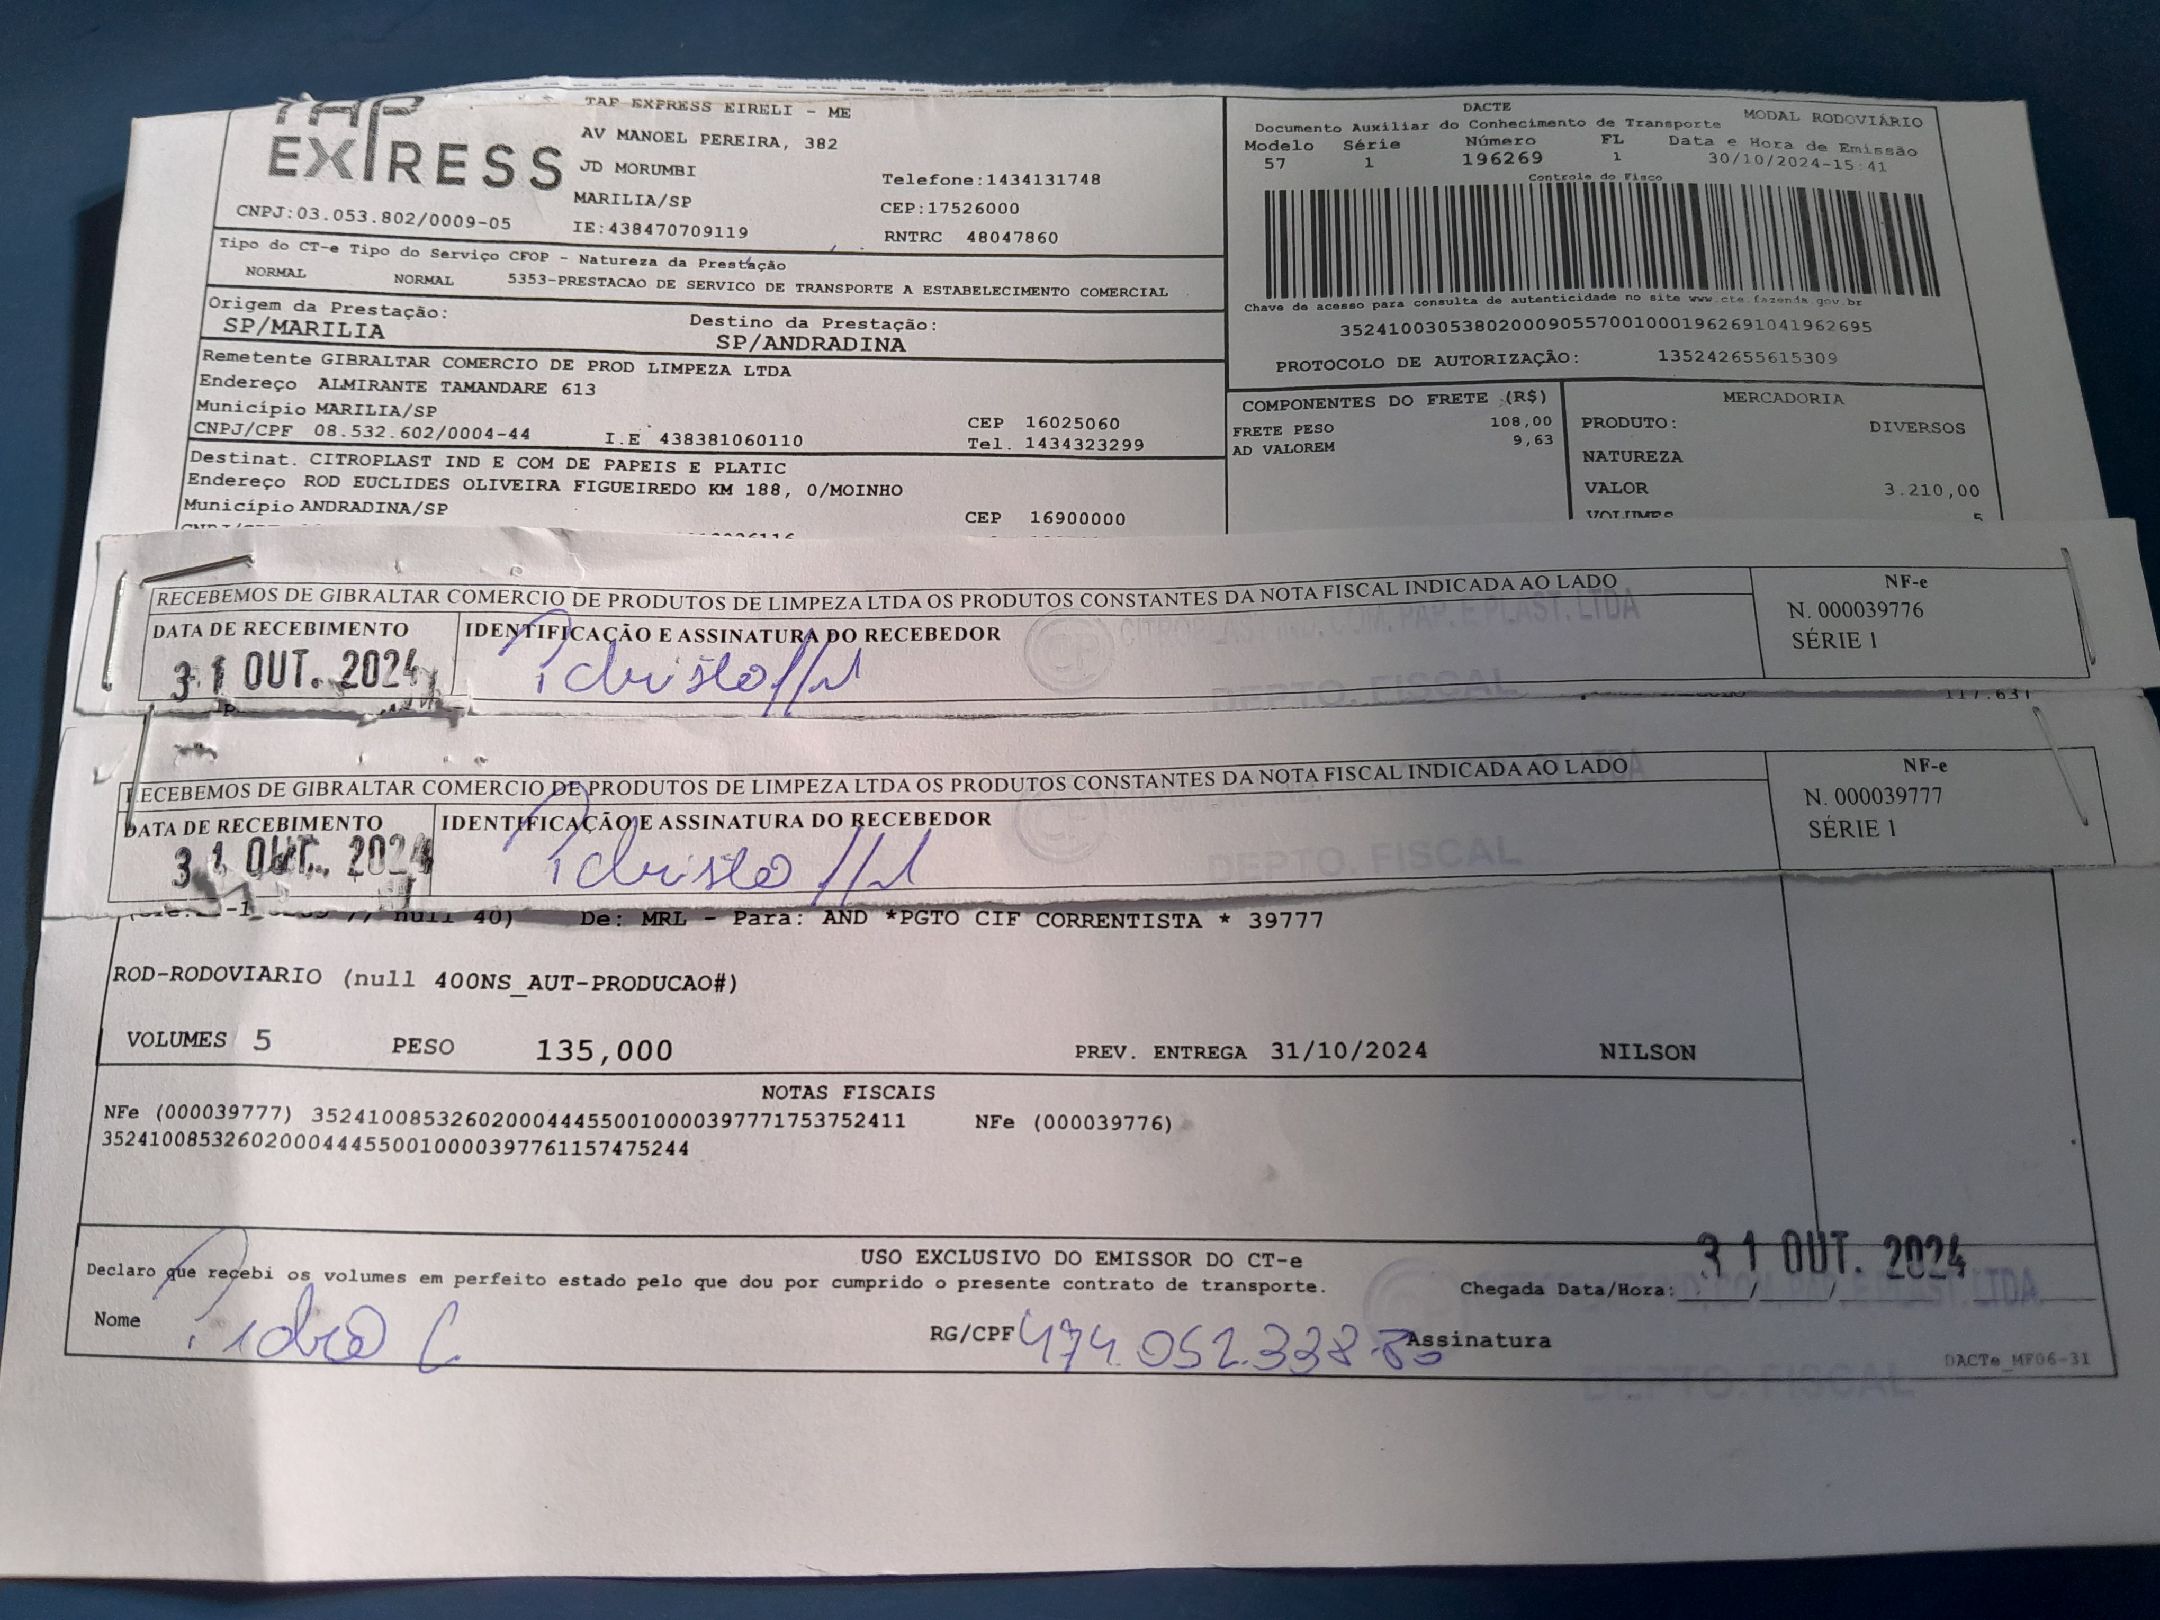 TAP EXPRESS
TAP EXPRESS EIRELI - ME
AV MANOEL PEREIRA, 382
JD MORUMBI
MARILIA/SP
Telefone:1434131748
CEP:17526000
CNPJ:03.053.802/0009-05
IE:438470709119
RNTRC 48047860
DACTE
Documento Auxiliar do Conhecimento de Transporte
MODAL RODOVIÁRIO
Modelo Série Número FL Data e Hora de Emissão
57 1 196269 1 30/10/2024-15:41
Controle do Fisco
Chave de acesso para consulta de autenticidade no site www.cte.fazenda.gov.br
35241003053802000905570010001962691041962695
PROTOCOLO DE AUTORIZAÇÃO: 135242655615309
Tipo do CT-e Tipo do Serviço CFOP - Natureza da Prestação
NORMAL NORMAL 5353-PRESTACAO DE SERVICO DE TRANSPORTE A ESTABELECIMENTO COMERCIAL
Origem da Prestação: Destino da Prestação:
SP/MARILIA SP/ANDRADINA
Remetente GIBRALTAR COMERCIO DE PROD LIMPEZA LTDA
Endereço ALMIRANTE TAMANDARE 613
Município MARILIA/SP CEP 16025060
CNPJ/CPF 08.532.602/0004-44 I.E 438381060110 Tel. 1434323299
Destinat. CITROPLAST IND E COM DE PAPEIS E PLATIC
Endereço ROD EUCLIDES OLIVEIRA FIGUEIREDO KM 188, 0/MOINHO
Município ANDRADINA/SP CEP 16900000
COMPONENTES DO FRETE (R$)
FRETE PESO 108,00
AD VALOREM 9,63
MERCADORIA
PRODUTO: DIVERSOS
NATUREZA
VALOR 3.210,00
VOLUMES 5
RECEBEMOS DE GIBRALTAR COMERCIO DE PRODUTOS DE LIMPEZA LTDA OS PRODUTOS CONSTANTES DA NOTA FISCAL INDICADA AO LADO
NF-e
N. 000039776
SÉRIE 1
DATA DE RECEBIMENTO IDENTIFICAÇÃO E ASSINATURA DO RECEBEDOR
31 OUT. 2024
CITROPLAST IND. COM. PAP. E PLAST. LTDA
DEPTO. FISCAL
117.631
RECEBEMOS DE GIBRALTAR COMERCIO DE PRODUTOS DE LIMPEZA LTDA OS PRODUTOS CONSTANTES DA NOTA FISCAL INDICADA AO LADO
NF-e
N. 000039777
SÉRIE 1
DATA DE RECEBIMENTO IDENTIFICAÇÃO E ASSINATURA DO RECEBEDOR
31 OUT. 2024
DEPTO. FISCAL
null 40) De: MRL - Para: AND *PGTO CIF CORRENTISTA * 39777
ROD-RODOVIARIO (null 400NS_AUT-PRODUCAO#)
VOLUMES 5 PESO 135,000 PREV. ENTREGA 31/10/2024 NILSON
NOTAS FISCAIS
NFe (000039777) 35241008532602000444550010000397771753752411 NFe (000039776)
35241008532602000444550010000397761157475244
USO EXCLUSIVO DO EMISSOR DO CT-e
Declaro que recebi os volumes em perfeito estado pelo que dou por cumprido o presente contrato de transporte.
31 OUT. 2024
Chegada Data/Hora:____/____/____
Nome RG/CPF 474.052.338-80 Assinatura
DEPTO. FISCAL
DACTe_MF06-31